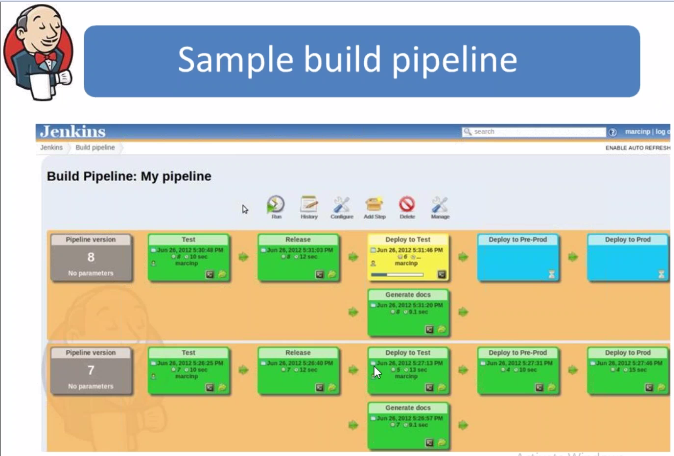 Sample build pipeline
Jenkins
search
marcinp | log o
Jenkins
Build pipeline
ENABLE AUTO REFRESH
Build Pipeline: My pipeline
Run
History
Configure
Add Step
Delete
Manage
Pipeline version
8
No parameters
Test
Jun 26, 2012 5:30:49 PM
10 sec
marcinp
Release
Jun 26, 2012 5:31:03 PM
12 sec
Deploy to Test
Jun 26, 2012 5:31:46 PM
6
marcinp
Deploy to Pre-Prod
Deploy to Prod
Generate docs
Jun 26, 2012 5:31:20 PM
0.1 sec
Pipeline version
7
No parameters
Test
Jun 26, 2012 5:26:25 PM
7 10 sec
marcinp
Release
Jun 26, 2012 5:26:40 PM
7 12 sec
Deploy to Test
Jun 26, 2012 5:27:13 PM
13 sec
marcinp
Deploy to Pre-Prod
Jun 26, 2012 5:27:31 PM
4 10 sec
Deploy to Prod
Jun 26, 2012 5:27:46 PM
4 15 sec
Generate docs
Jun 26, 2012 5:26:57 PM
7 0.1 sec